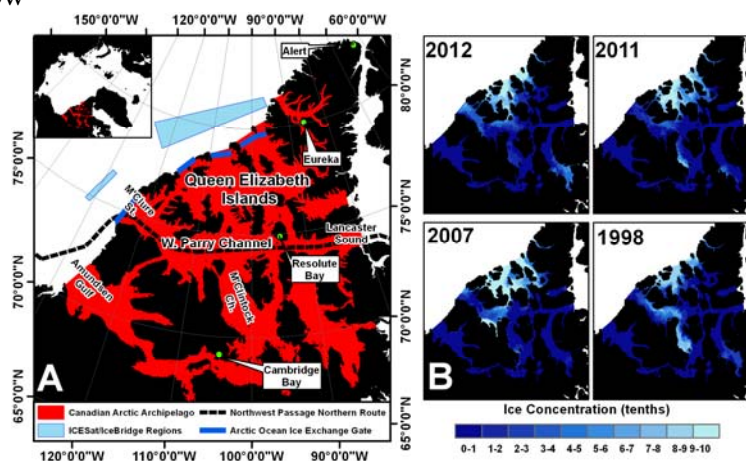 150°0'0"W
120°0'0"W
90°0'0"W
60°0'0"W
Alert
80°0'0"N
75°0'0"N
Eureka
Queen Elizabeth
Islands
M'Clure
St.
75°0'0"N
Lancaster
Sound
W. Parry Channel
Resolute
Bay
Amundsen
Gulf
70°0'0"N
M'Clintock
Ch.
70°0'0"N
Cambridge
Bay
A
65°0'0"N
65°0'0"N
Canadian Arctic Archipelago
Northwest Passage Northern Route
ICESat/IceBridge Regions
Arctic Ocean Ice Exchange Gate
120°0'0"W
110°0'0"W
100°0'0"W
90°0'0"W
2012
2011
2007
1998
B
Ice Concentration (tenths)
0-1 1-2 2-3 3-4 4-5 5-6 6-7 7-8 8-9 9-10